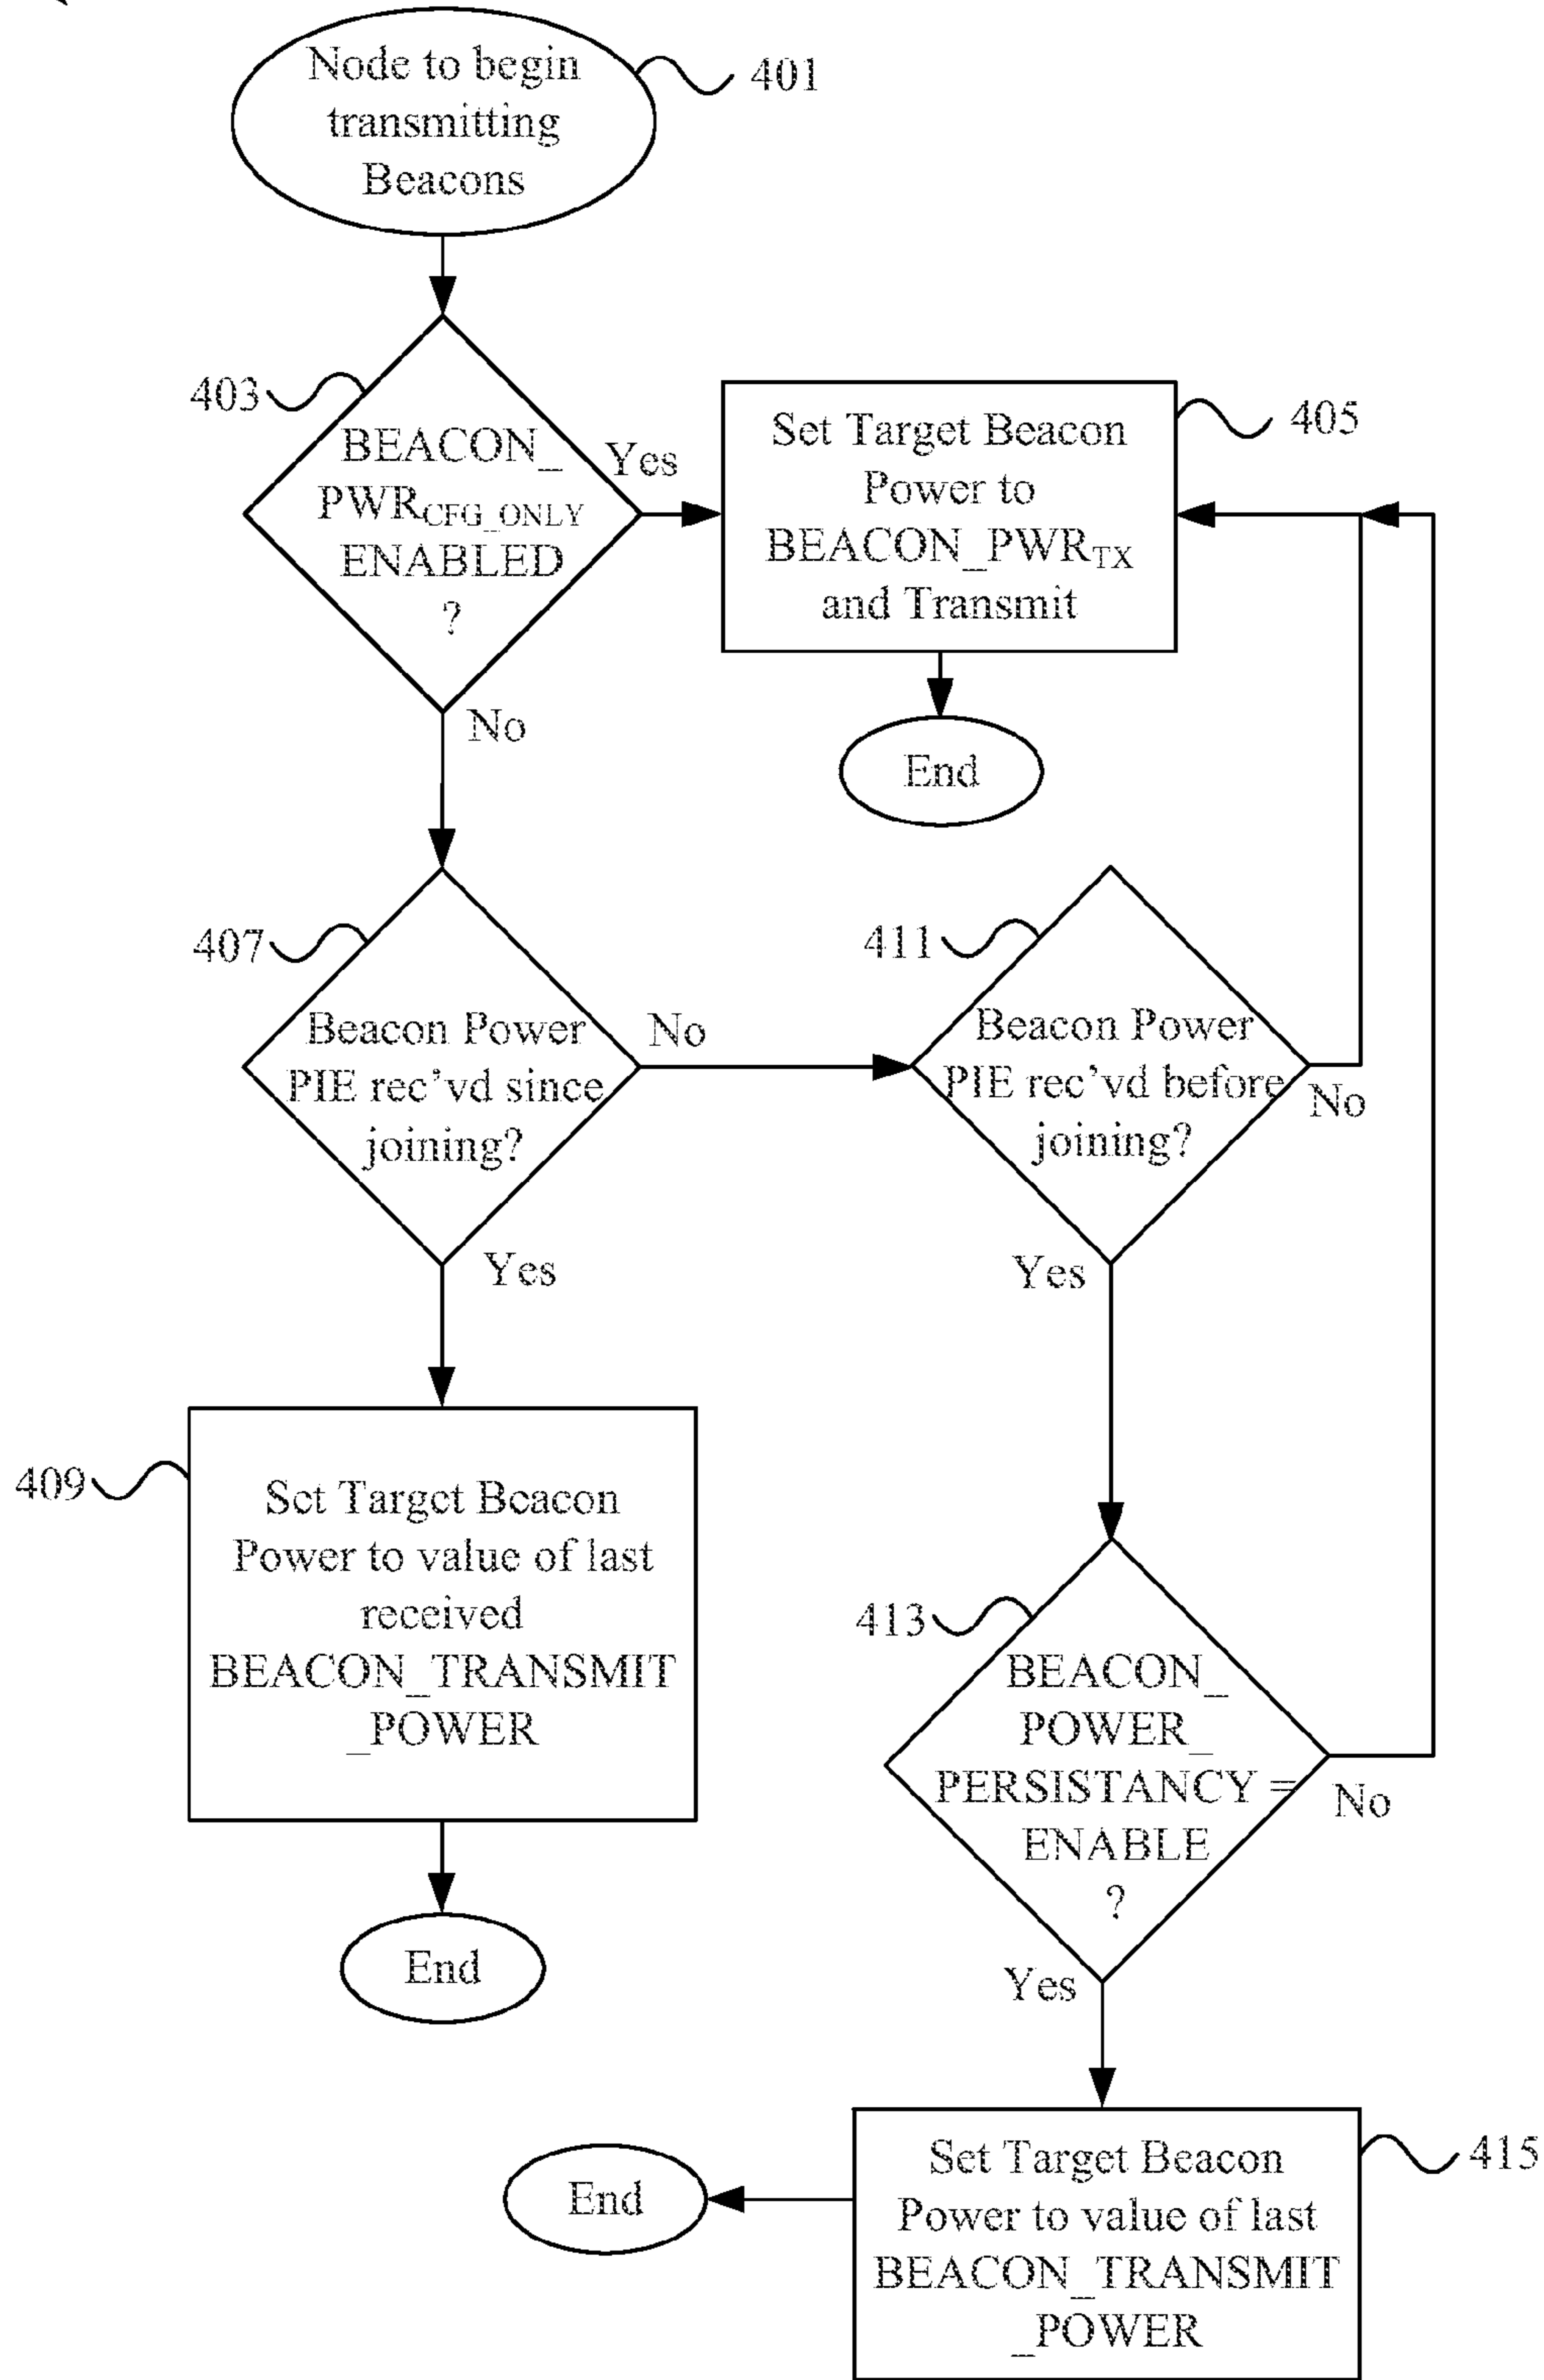 Node to begin
transmitting
Beacons
401
403
BEACON_
PWRCFG_ONLY
ENABLED
?
Yes
No
Set Target Beacon
Power to
BEACON_PWRTX
and Transmit
405
End
407
Beacon Power
PIE rec'vd since
joining?
No
Yes
411
Beacon Power
PIE rec'vd before
joining?
No
Yes
409
Set Target Beacon
Power to value of last
received
BEACON_TRANSMIT
_POWER
End
413
BEACON_
POWER_
PERSISTANCY =
ENABLE
?
No
Yes
Set Target Beacon
Power to value of last
BEACON_TRANSMIT
_POWER
415
End